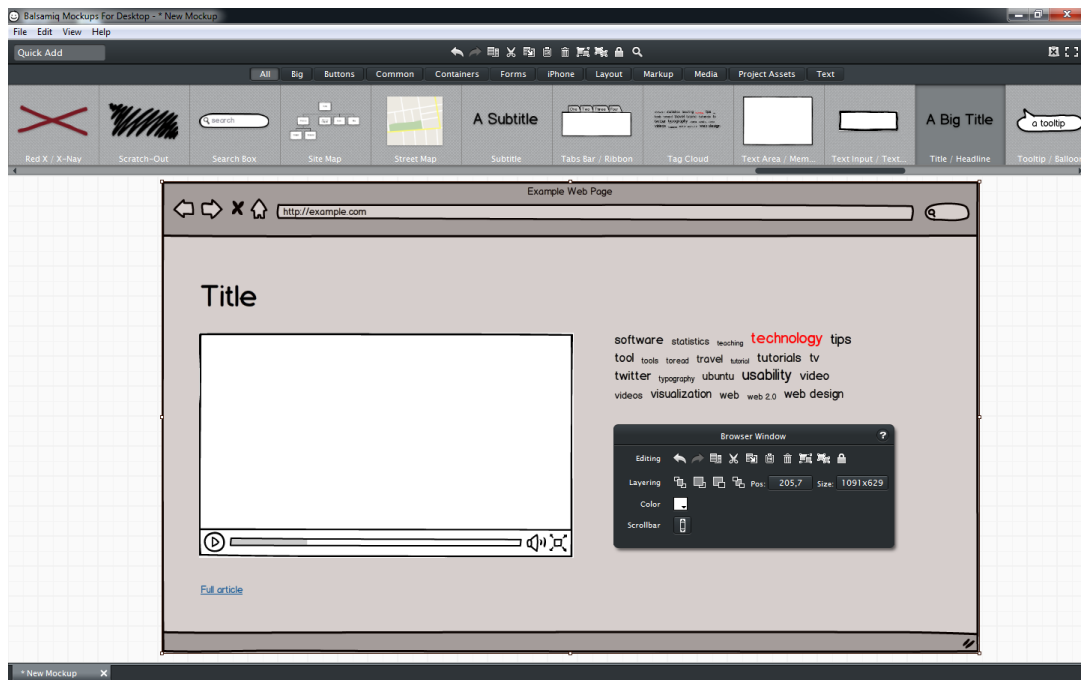 Balsamiq Mockups For Desktop - * New Mockup
File Edit View Help
Quick Add
All Big Buttons Common Containers Forms iPhone Layout Markup Media Project Assets Text
search
A Subtitle
A Big Title
a tooltip
Red X / X-Ray Scratch-Out Search Box Site Map Street Map Subtitle Tabs Bar / Ribbon Tag Cloud Text Area / Mem... Text Input / Text... Title / Headline Tooltip / Balloo
Example Web Page
http://example.com
Title
software statistics teaching technology tips
tool tools toread travel tutorial tutorials tv
twitter typography ubuntu usability video
videos visualization web web 2.0 web design
Browser Window ?
Editing
Layering Pos: 205,7 Size: 1091x629
Color
Scrollbar
Full article
* New Mockup X